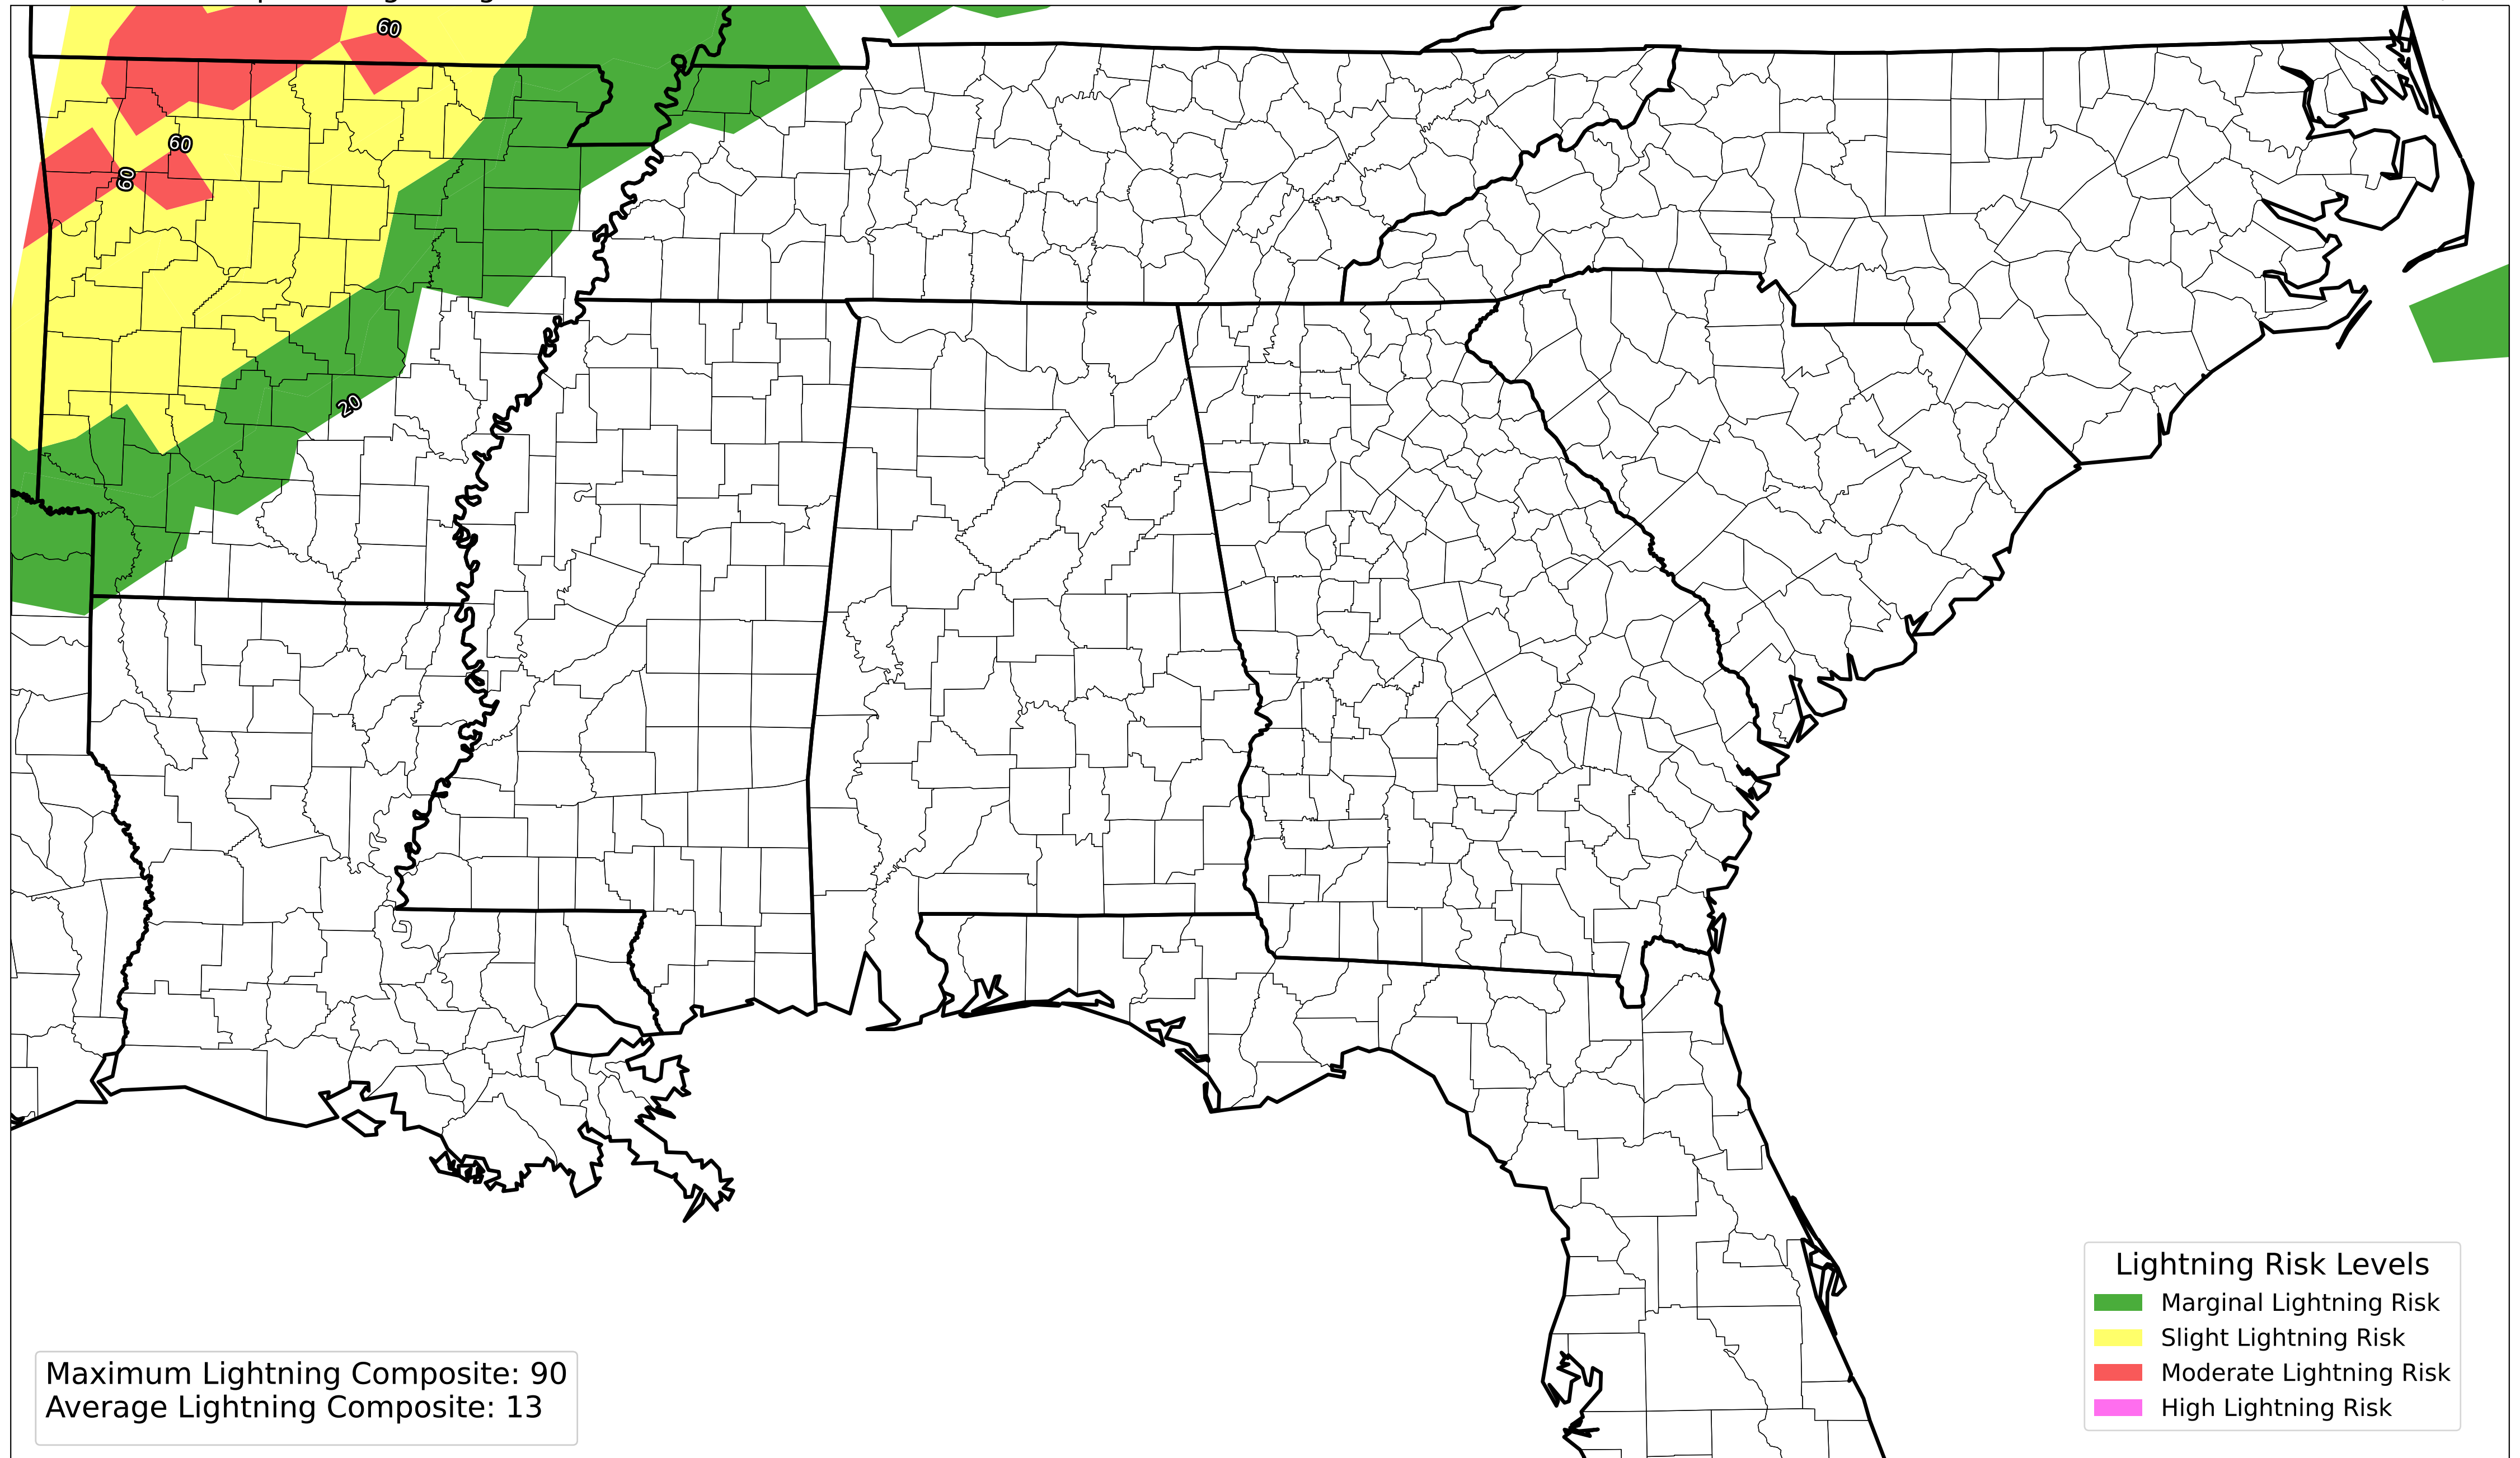 60
60
60
20
Lightning Risk Levels
Marginal Lightning Risk
Slight Lightning Risk
Moderate Lightning Risk
High Lightning Risk
Maximum Lightning Composite: 90
Average Lightning Composite: 13